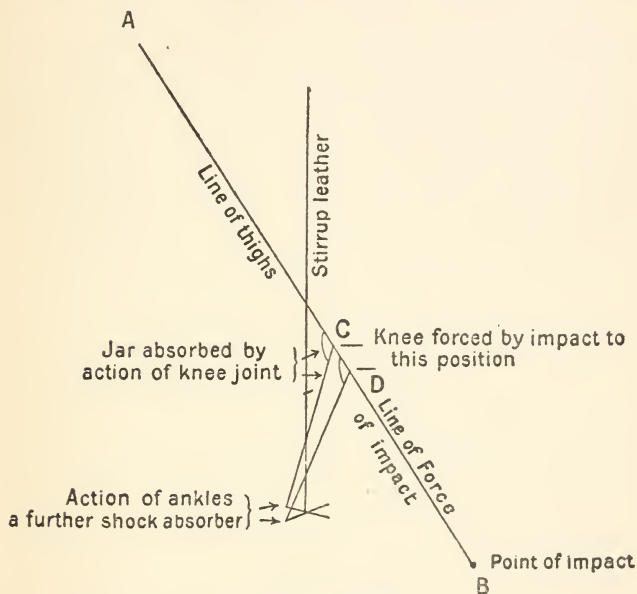 A
Line of thighs
Stirrup leather
C
Knee forced by impact to
this position
Jar absorbed by
action of knee joint
D
Line of Force
of impact
Action of ankles
a further shock absorber
Point of impact
B